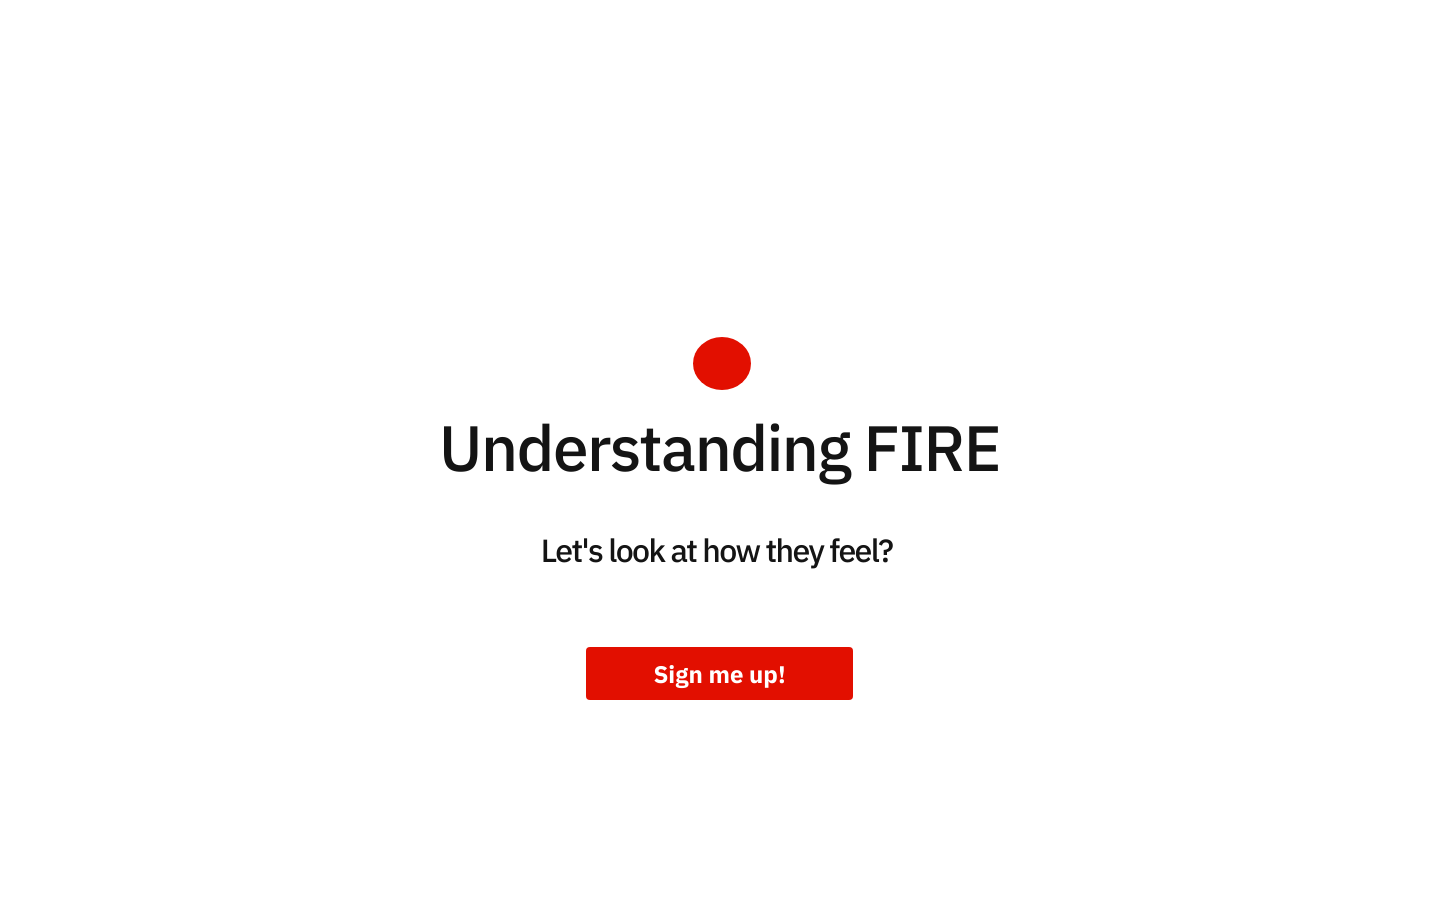 Understanding FIRE
Let's look at how they feel?
Sign me up!